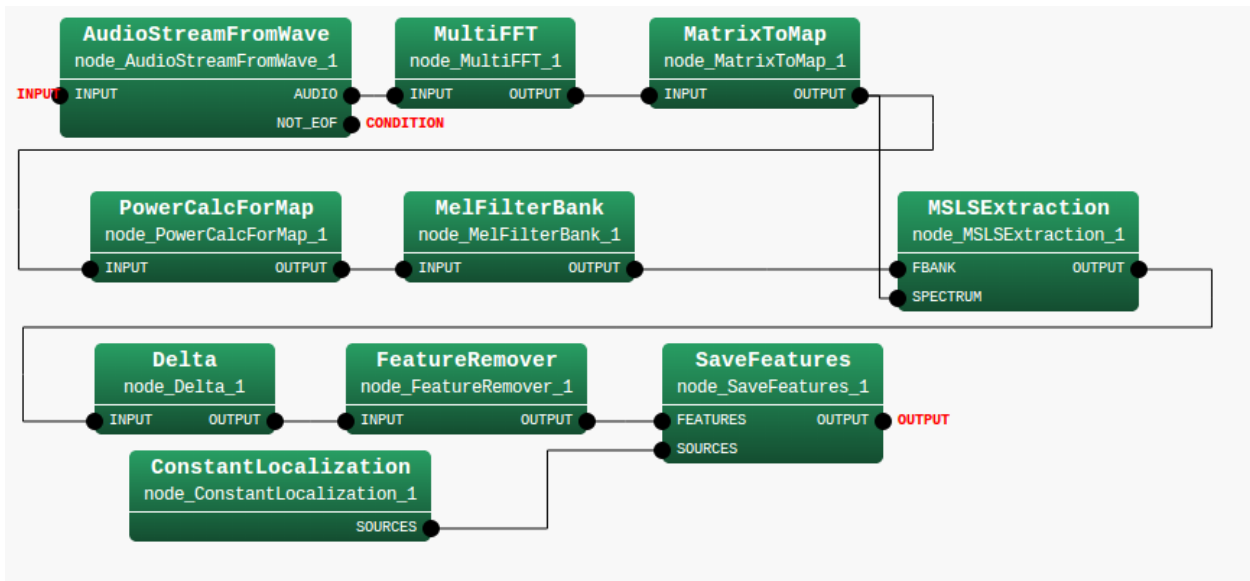 AudioStreamFromWave
node_AudioStreamFromWave_1
INPUT INPUT AUDIO
NOT_EOF CONDITION
MultiFFT
node_MultiFFT_1
INPUT OUTPUT
MatrixToMap
node_MatrixToMap_1
INPUT OUTPUT
PowerCalcForMap
node_PowerCalcForMap_1
INPUT OUTPUT
MelFilterBank
node_MelFilterBank_1
INPUT OUTPUT
MSLSExtraction
node_MSLSExtraction_1
FBANK OUTPUT
SPECTRUM
Delta
node_Delta_1
INPUT OUTPUT
FeatureRemover
node_FeatureRemover_1
INPUT OUTPUT
SaveFeatures
node_SaveFeatures_1
FEATURES OUTPUT OUTPUT
SOURCES
ConstantLocalization
node_ConstantLocalization_1
SOURCES